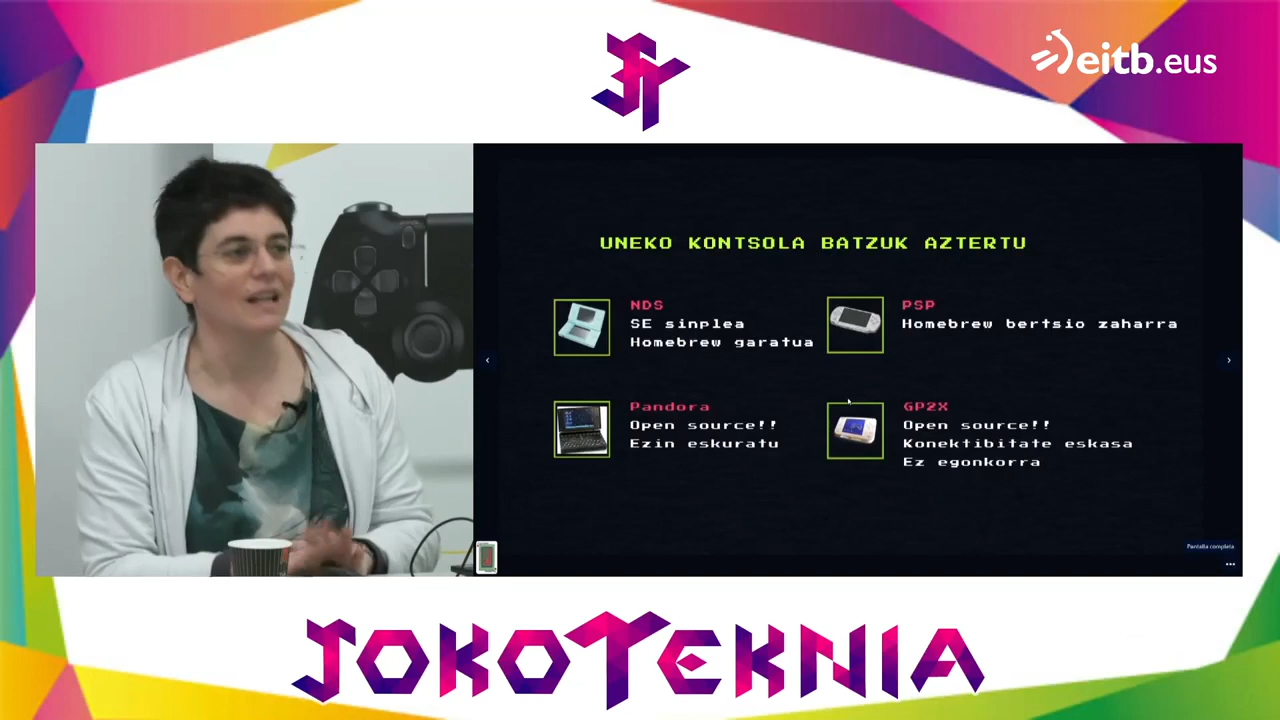 eitb.eus
UNEKO KONTSOLA BATZUK AZTERTU
NDS
SE sinplea
Homebrew garatua
PSP
Homebrew bertsio zaharra
Pandora
Open source!!
Ezin eskuratu
GP2X
Open source!!
Konektibitate eskasa
Ez egonkorra
Pantalla completa
JOKOTEKNIA